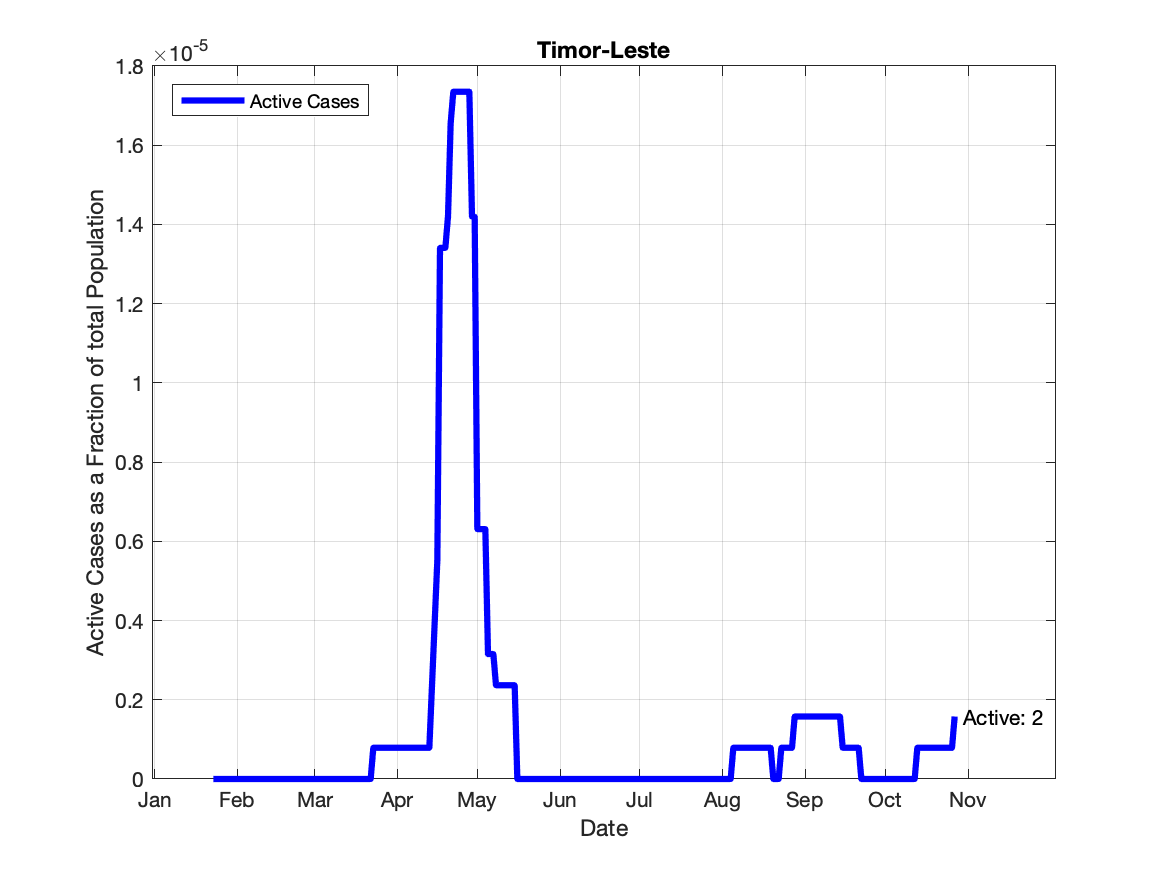 Timor-Leste
×10-5
Active Cases
Active Cases as a Fraction of total Population
1.8
1.6
1.4
1.2
1
0.8
0.6
0.4
0.2
0
Active: 2
Jan Feb Mar Apr May Jun Jul Aug Sep Oct Nov
Date